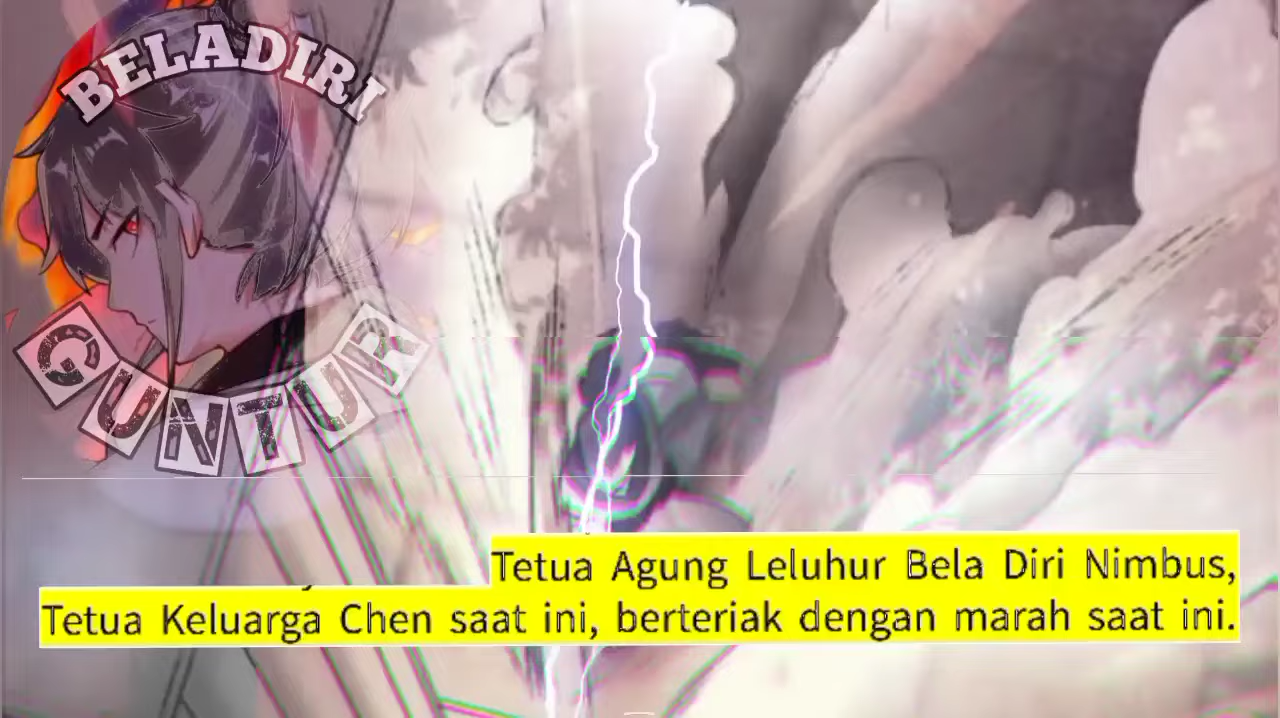 BELADIRI
GUNTUR
Tetua Agung Leluhur Bela Diri Nimbus,
Tetua Keluarga Chen saat ini, berteriak dengan marah saat ini.